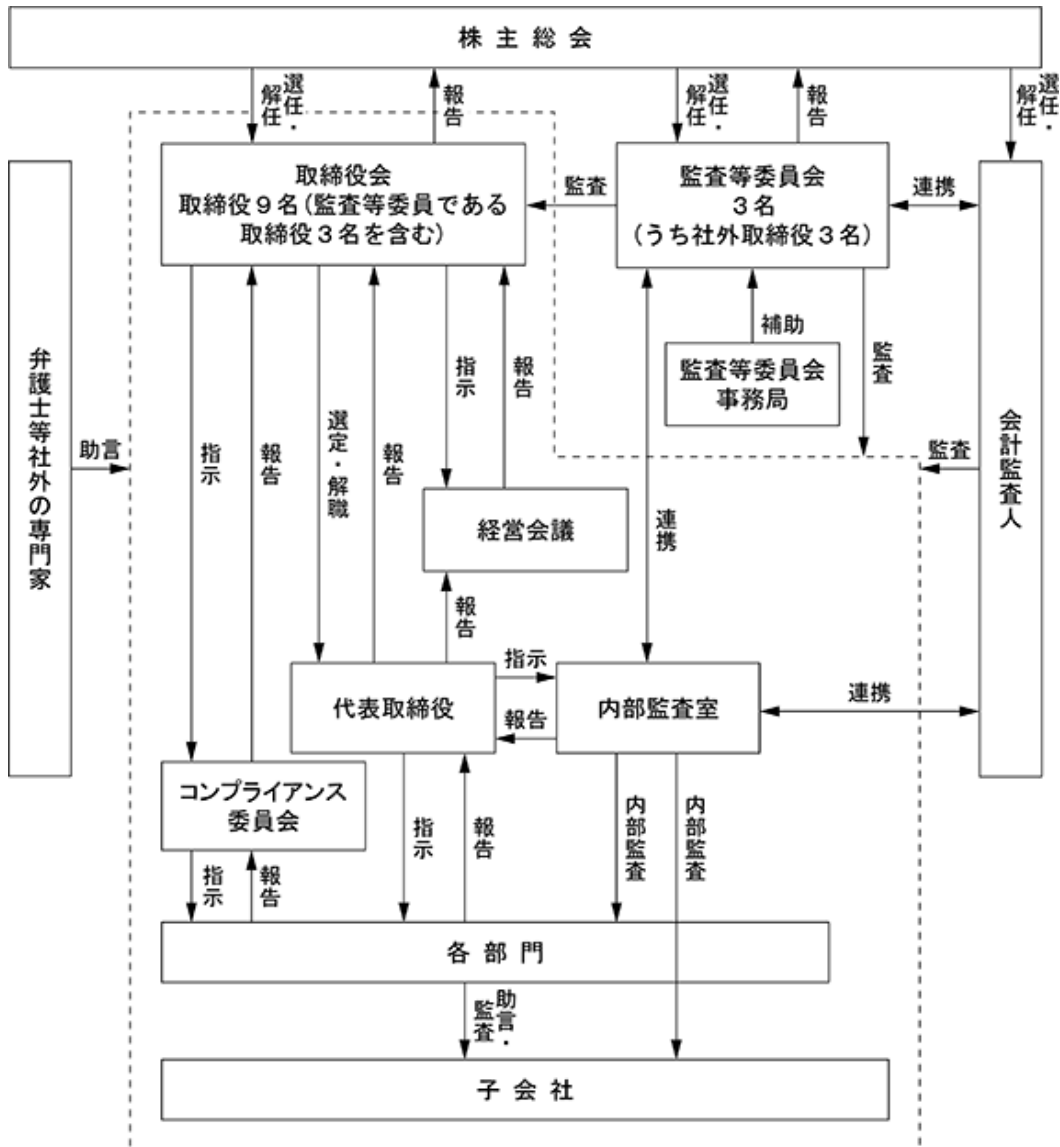 株主総会
選任・
解任
報告
選任・
解任
報告
選任・
解任
取締役会
取締役9名(監査等委員である
取締役3名を含む)
監査
監査等委員会
3名
(うち社外取締役3名)
連携
補助
監査等委員会
事務局
監査
弁護士等社外の専門家
助言
指示
報告
選定・解職
報告
指示
報告
経営会議
連携
監査
会計監査人
報告
代表取締役
指示
報告
内部監査室
連携
コンプライアンス
委員会
指示
報告
指示
報告
内部監査
内部監査
各部門
助言・
監査
子会社